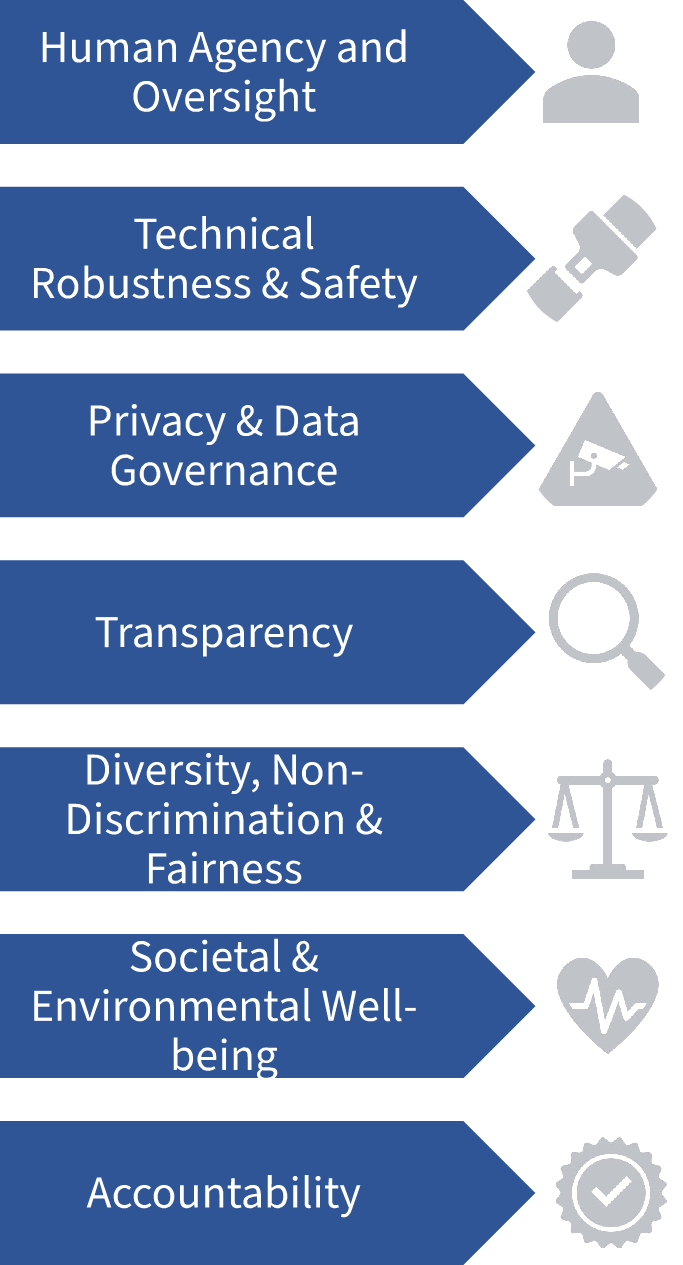 Human Agency and
Oversight
Technical
Robustness & Safety
Privacy & Data
Governance
Transparency
Diversity, Non-
Discrimination &
Fairness
Societal &
Environmental Well-
being
Accountability